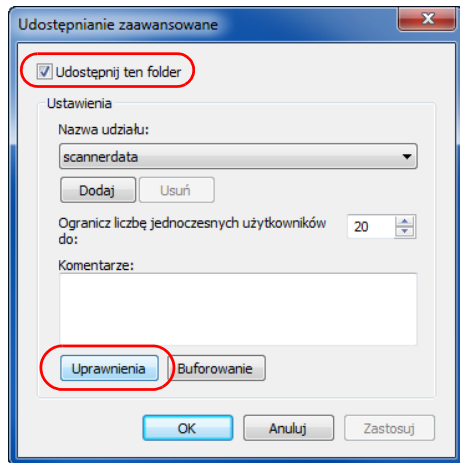 Udostępnianie zaawansowane
Udostępnij ten folder
Ustawienia
Nazwa udziału:
scannerdata
Dodaj Usuń
Ogranicz liczbę jednoczesnych użytkowników do: 20
Komentarze:
Uprawnienia Buforowanie
OK Anuluj Zastosuj